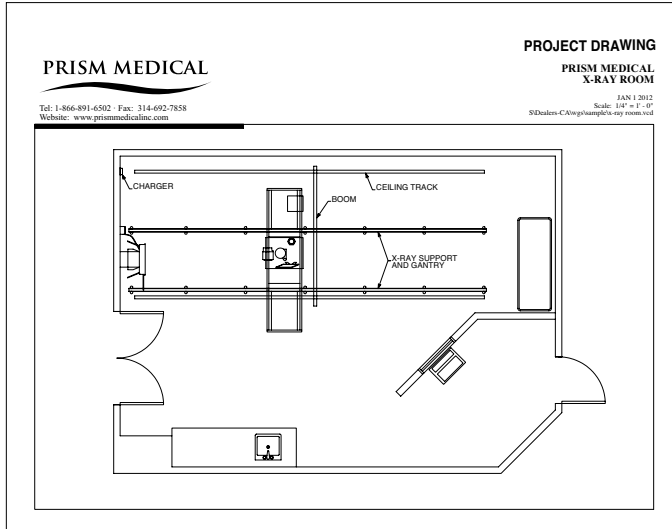 PRISM MEDICAL
Tel: 1-866-891-6502 · Fax: 314-692-7858
Website: www.prismmedicalinc.com
PROJECT DRAWING
PRISM MEDICAL
X-RAY ROOM
JAN 1 2012
Scale: 1/4" = 1' - 0"
S\Dealers-CA\wgs\sample\x-ray room.vcd
CHARGER
CEILING TRACK
BOOM
X-RAY SUPPORT
AND GANTRY